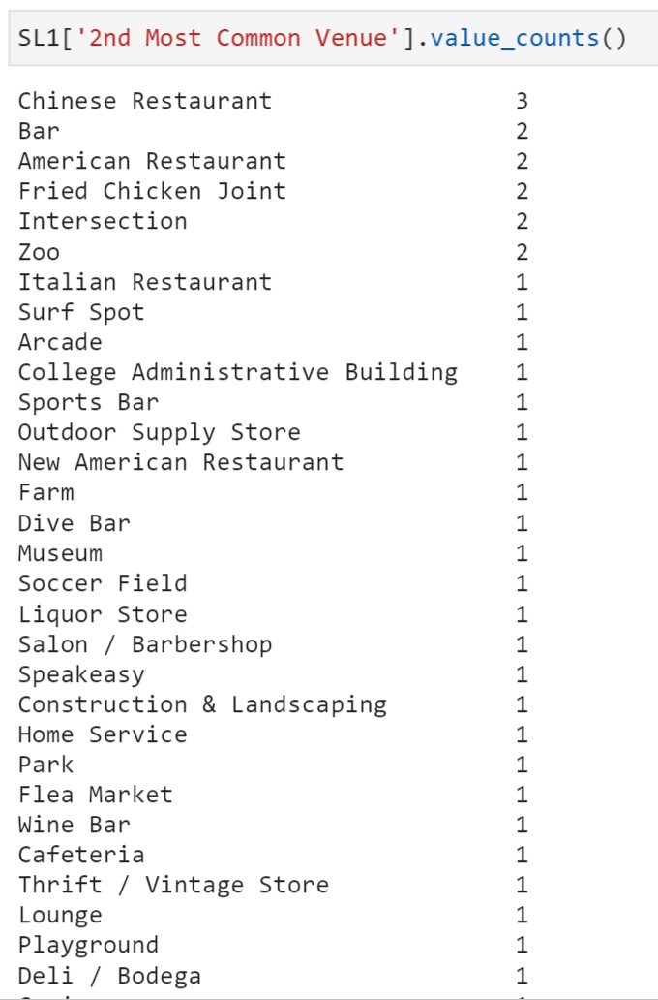 SL1['2nd Most Common Venue'].value_counts()
Chinese Restaurant 3
Bar 2
American Restaurant 2
Fried Chicken Joint 2
Intersection 2
Zoo 2
Italian Restaurant 1
Surf Spot 1
Arcade 1
College Administrative Building 1
Sports Bar 1
Outdoor Supply Store 1
New American Restaurant 1
Farm 1
Dive Bar 1
Museum 1
Soccer Field 1
Liquor Store 1
Salon / Barbershop 1
Speakeasy 1
Construction & Landscaping 1
Home Service 1
Park 1
Flea Market 1
Wine Bar 1
Cafeteria 1
Thrift / Vintage Store 1
Lounge 1
Playground 1
Deli / Bodega 1